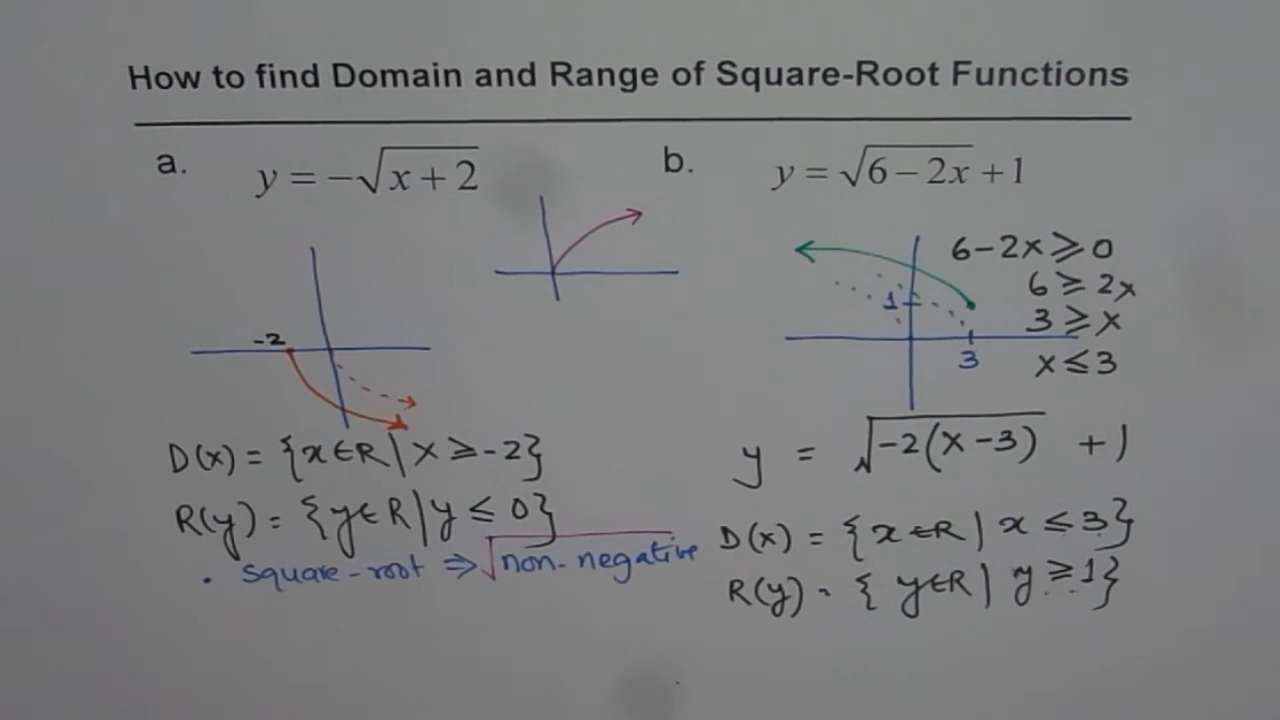 How to find Domain and Range of Square-Root Functions
a. y = -√(x + 2)
-2
D(x) = {x∈R | x ≥ -2}
R(y) = {y∈R | y ≤ 0}
. square-root ⇒ √non-negative
b. y = √(6 - 2x) + 1
6-2x ≥ 0
6 ≥ 2x
3 ≥ x
x ≤ 3
1
3
y = √(-2(x-3)) + 1
D(x) = {x∈R | x ≤ 3}
R(y) = {y∈R | y ≥ 1}